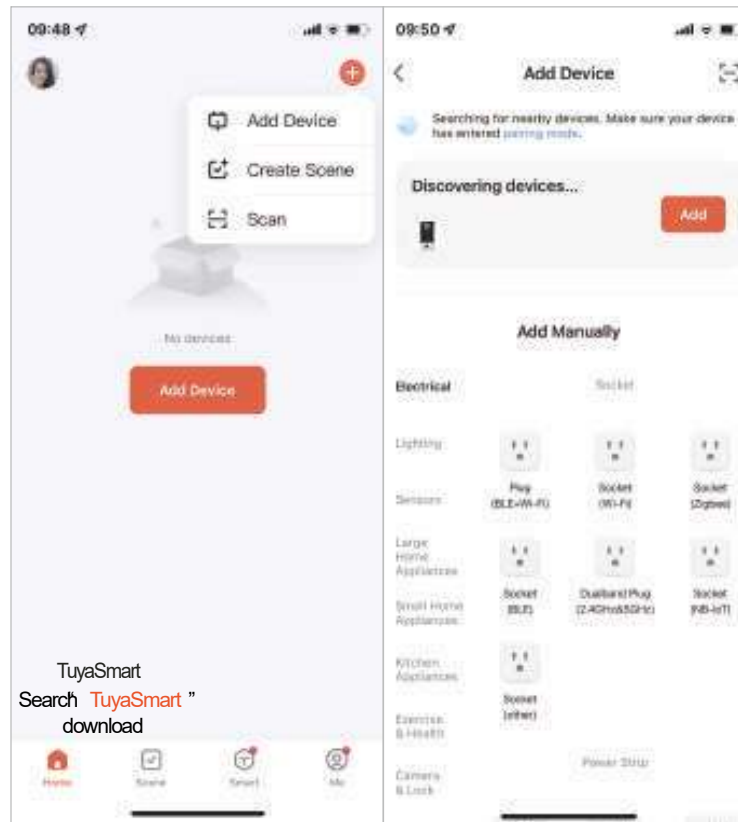 09:48
Add Device
Create Scene
Scan
No devices
Add Device
TuyaSmart
Search “ TuyaSmart ”
download
Home
Scene
Smart
Me
09:50
Add Device
Searching for nearby devices. Make sure your device
has entered pairing mode.
Discovering devices...
Add
Add Manually
Electrical
Socket
Lighting
Plug
(BLE+Wi-Fi)
Socket
(Wi-Fi)
Socket
(Zigbee)
Sensors
Large
Home
Appliances
Socket
(BLE)
Dualband Plug
(2.4GHz&5GHz)
Socket
(NB-IoT)
Small Home
Appliances
Kitchen
Appliances
Socket
(other)
Exercise
& Health
Power Strip
Camera
& Lock